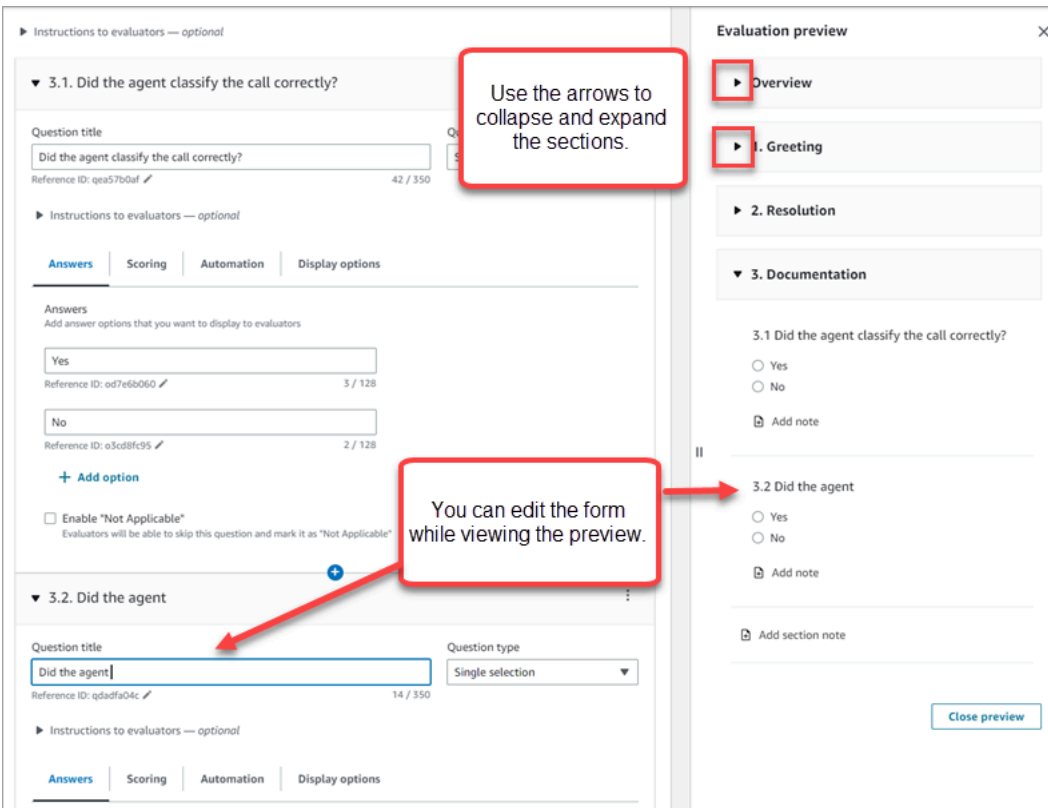 Instructions to evaluators — optional
3.1. Did the agent classify the call correctly?
Question title
Did the agent classify the call correctly?
Reference ID: qea57b0af
42 / 350
Instructions to evaluators — optional
Answers
Scoring
Automation
Display options
Answers
Add answer options that you want to display to evaluators
Yes
Reference ID: od7e6b060
3 / 128
No
Reference ID: o3cd8fc95
2 / 128
+ Add option
Enable "Not Applicable"
Evaluators will be able to skip this question and mark it as "Not Applicable"
3.2. Did the agent
Question title
Question type
Did the agent
Single selection
Reference ID: qdadfa04c
14 / 350
Instructions to evaluators — optional
Answers
Scoring
Automation
Display options
Use the arrows to
collapse and expand
the sections.
You can edit the form
while viewing the preview.
Evaluation preview
Overview
1. Greeting
2. Resolution
3. Documentation
3.1 Did the agent classify the call correctly?
Yes
No
Add note
3.2 Did the agent
Yes
No
Add note
Add section note
Close preview